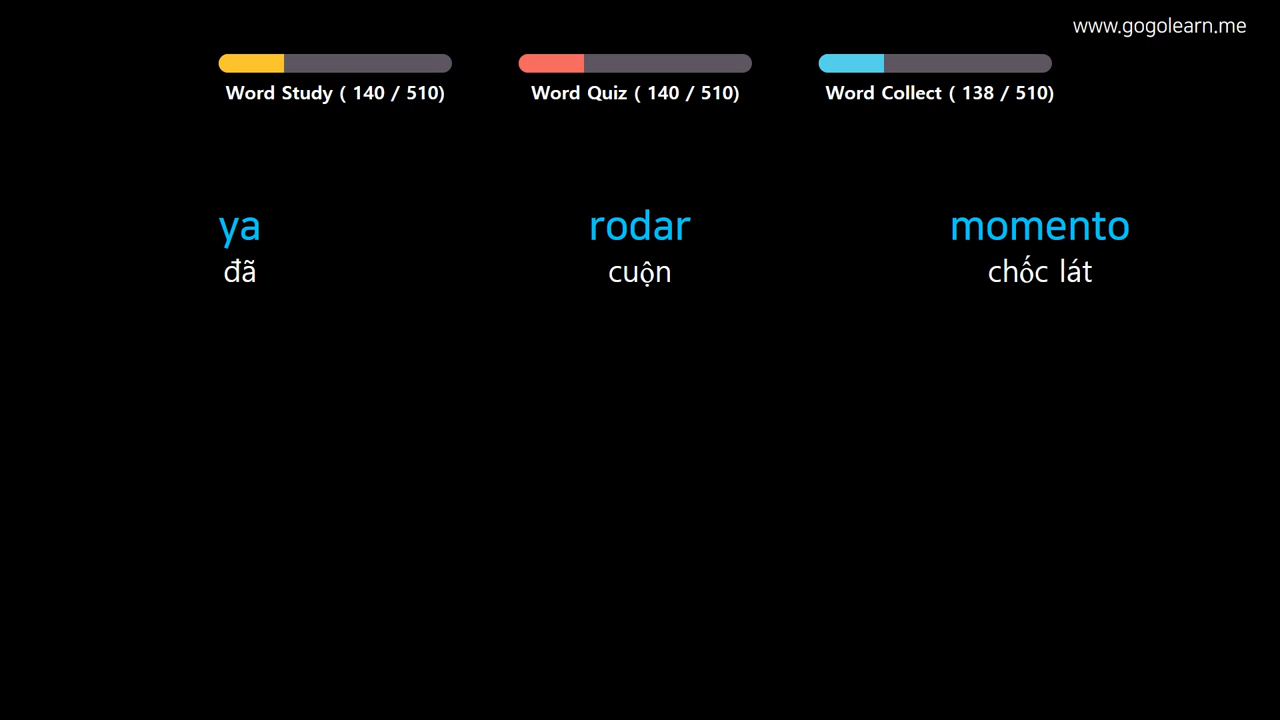 www.gogolearn.me
Word Study ( 140 / 510)
Word Quiz ( 140 / 510)
Word Collect ( 138 / 510)
ya
đã
rodar
cuộn
momento
chốc lát